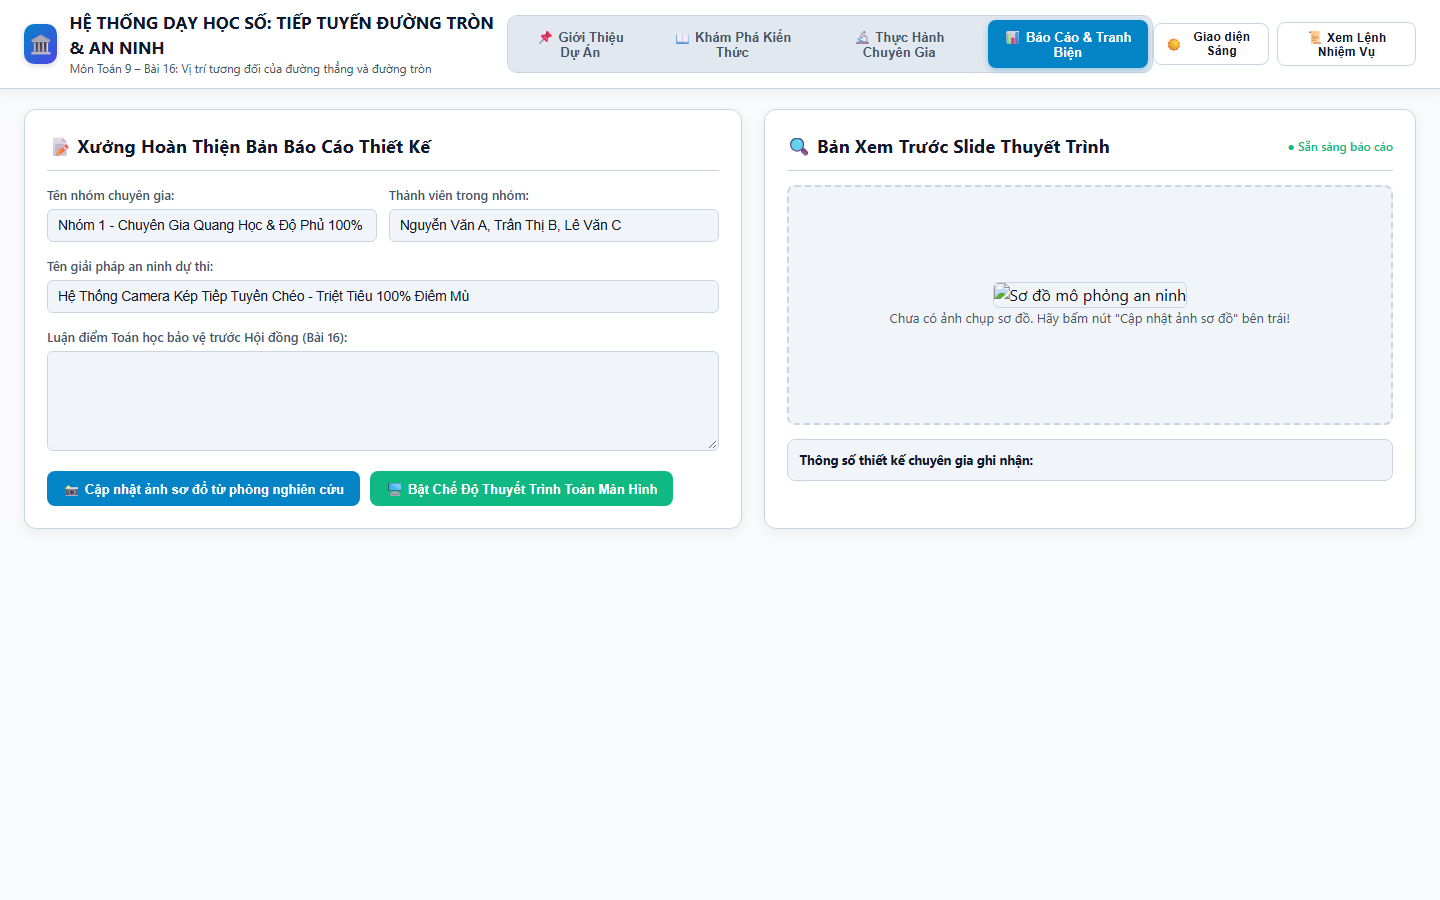 HỆ THỐNG DẠY HỌC SỐ: TIẾP TUYẾN ĐƯỜNG TRÒN
& AN NINH
Môn Toán 9 – Bài 16: Vị trí tương đối của đường thẳng và đường tròn
Giới Thiệu
Dự Án
Khám Phá Kiến
Thức
Thực Hành
Chuyên Gia
Báo Cáo & Tranh
Biện
Giao diện
Sáng
Xem Lệnh
Nhiệm Vụ
Xưởng Hoàn Thiện Bản Báo Cáo Thiết Kế
Tên nhóm chuyên gia:
Thành viên trong nhóm:
Nhóm 1 - Chuyên Gia Quang Học & Độ Phủ 100%
Nguyễn Văn A, Trần Thị B, Lê Văn C
Tên giải pháp an ninh dự thi:
Hệ Thống Camera Kép Tiếp Tuyến Chéo - Triệt Tiêu 100% Điểm Mù
Luận điểm Toán học bảo vệ trước Hội đồng (Bài 16):
Cập nhật ảnh sơ đồ từ phòng nghiên cứu
Bật Chế Độ Thuyết Trình Toàn Màn Hình
Bản Xem Trước Slide Thuyết Trình
● Sẵn sàng báo cáo
Sơ đồ mô phỏng an ninh
Chưa có ảnh chụp sơ đồ. Hãy bấm nút "Cập nhật ảnh sơ đồ" bên trái!
Thông số thiết kế chuyên gia ghi nhận: